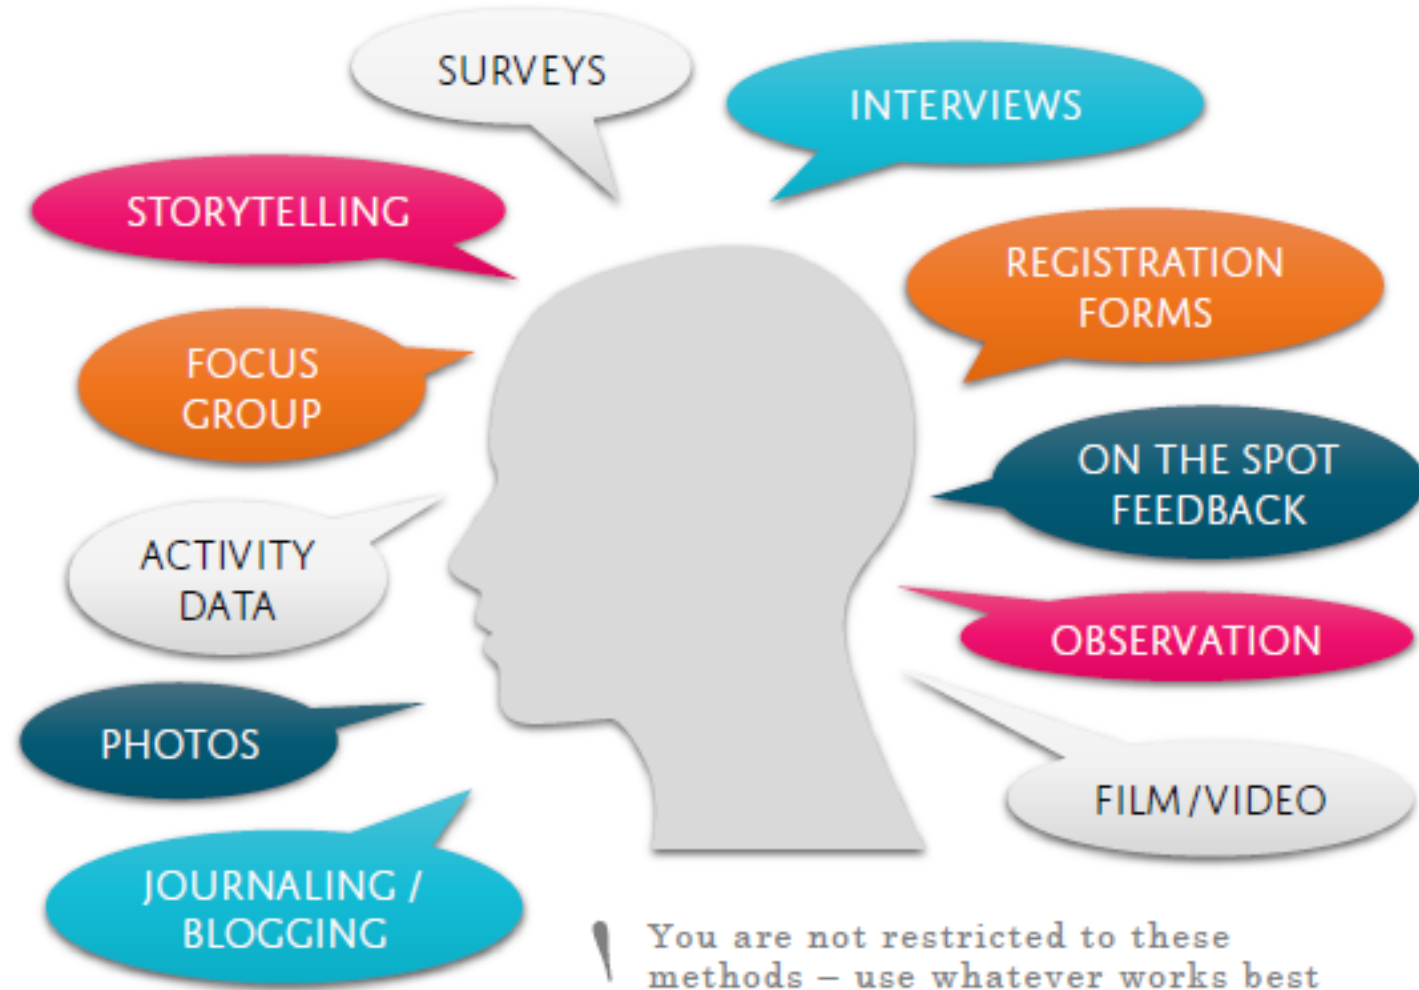 SURVEYS
INTERVIEWS
STORYTELLING
REGISTRATION
FORMS
FOCUS
GROUP
ON THE SPOT
FEEDBACK
ACTIVITY
DATA
OBSERVATION
PHOTOS
FILM/VIDEO
JOURNALING /
BLOGGING
! You are not restricted to these
methods – use whatever works best